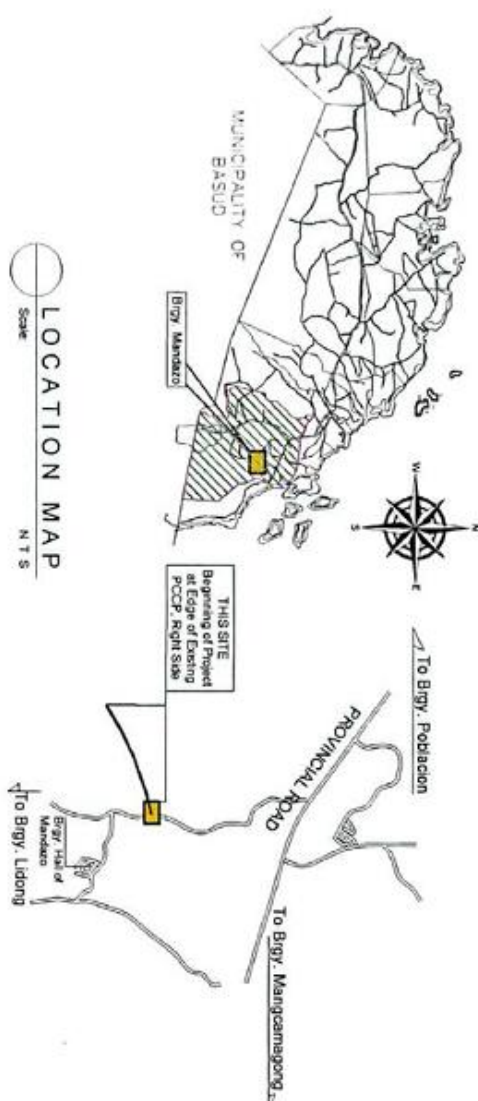 MUNICIPALITY OF
BASUD
Brgy. Mandazo
LOCATION MAP
Scale
NTS
N
W
E
S
THIS SITE
Beginning of Project
at Edge of Existing
PCCP, Right Side
To Brgy. Poblacion
PROVINCIAL ROAD
To Brgy. Mangcamagong
Brgy. Hall of
Mandazo
To Brgy. Lidong